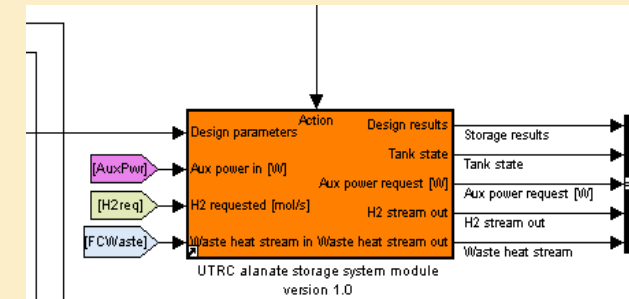 Action
Design parameters
Design results
Storage results
[AuxPwr]
Aux power in [W]
Tank state
Tank state
Aux power request [W]
Aux power request [W]
[H2req]
H2 requested [mol/s]
H2 stream out
H2 stream out
[FCWaste]
Waste heat stream in
Waste heat stream out
Waste heat stream
UTRC alanate storage system module
version 1.0